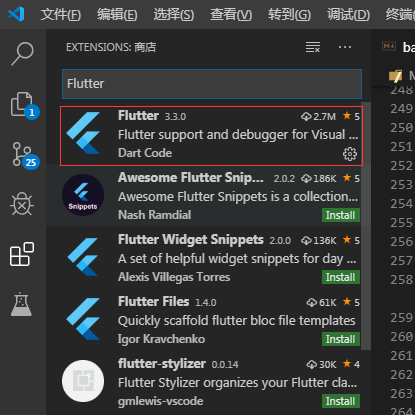 文件(F) 编辑(E) 选择(S) 查看(V) 转到(G) 调试(D) 终端
EXTENSIONS: 商店
Flutter
Flutter 3.3.0 2.7M 5
Flutter support and debugger for Visual ...
Dart Code
Awesome Flutter Snip... 2.0.2 186K 5
Awesome Flutter Snippets is a collection...
Nash Ramdial Install
Snippets
Flutter Widget Snippets 2.0.0 136K 5
A set of helpful widget snippets for day ...
Alexis Villegas Torres Install
Flutter Files 1.4.0 61K 5
Quickly scaffold flutter bloc file templates
Igor Kravchenko Install
flutter-stylizer 0.0.14 30K 4
Flutter Stylizer organizes your Flutter cla...
gmlewis-vscode Install
1
25
ba
248
249
250
251
252
253
254
255
256
257
258
259
260
261
262
263
264